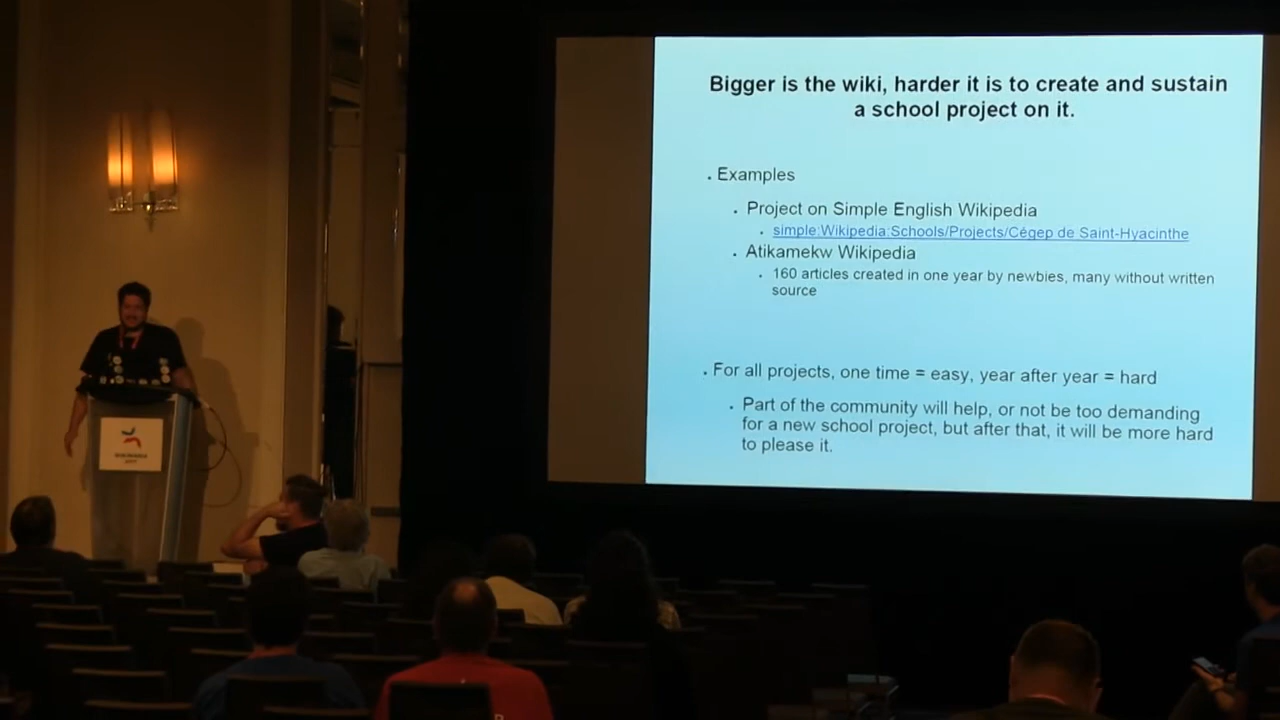 Bigger is the wiki, harder it is to create and sustain
a school project on it.
. Examples
. Project on Simple English Wikipedia
. simple:Wikipedia:Schools/Projects/Cégep de Saint-Hyacinthe
. Atikamekw Wikipedia
. 160 articles created in one year by newbies, many without written
source
. For all projects, one time = easy, year after year = hard
. Part of the community will help, or not be too demanding
for a new school project, but after that, it will be more hard
to please it.
WIKIMANIA